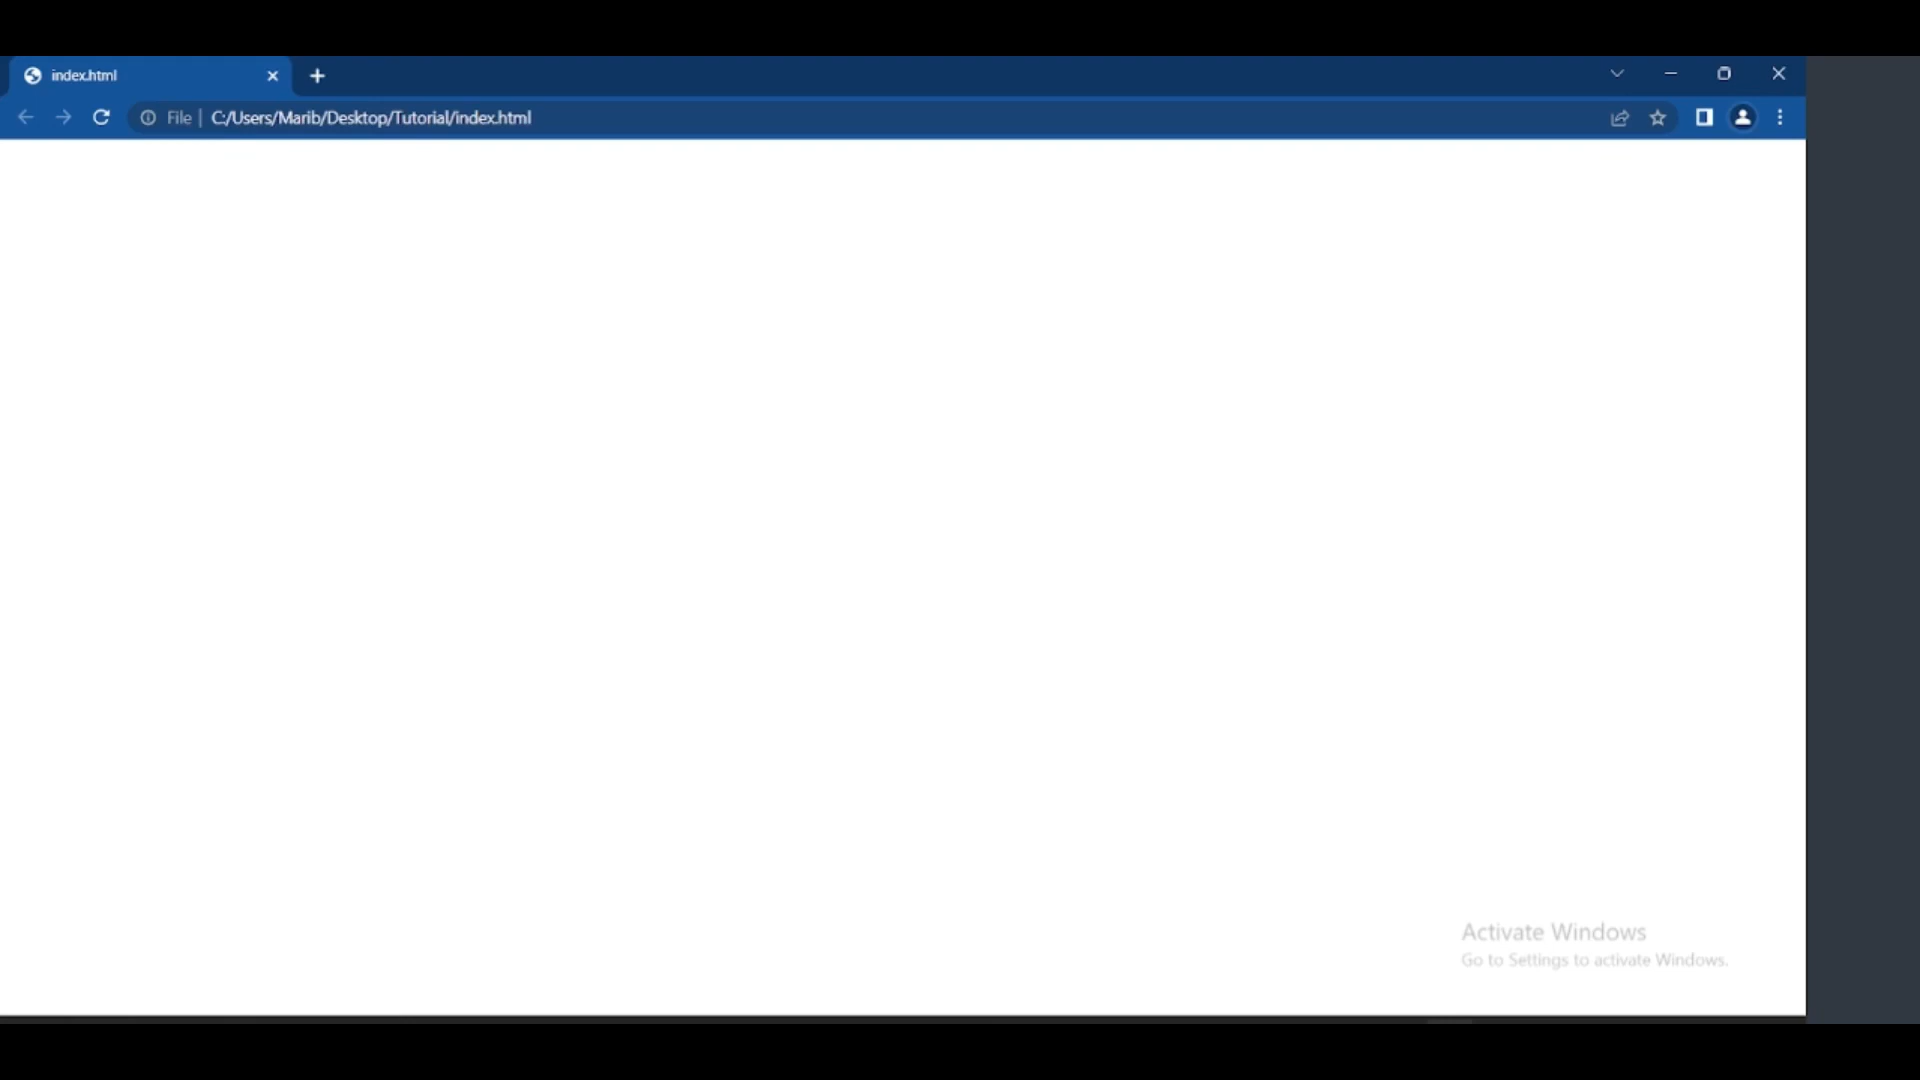 index.html
File | C:/Users/Marib/Desktop/Tutorial/index.html
Activate Windows
Go to Settings to activate Windows.